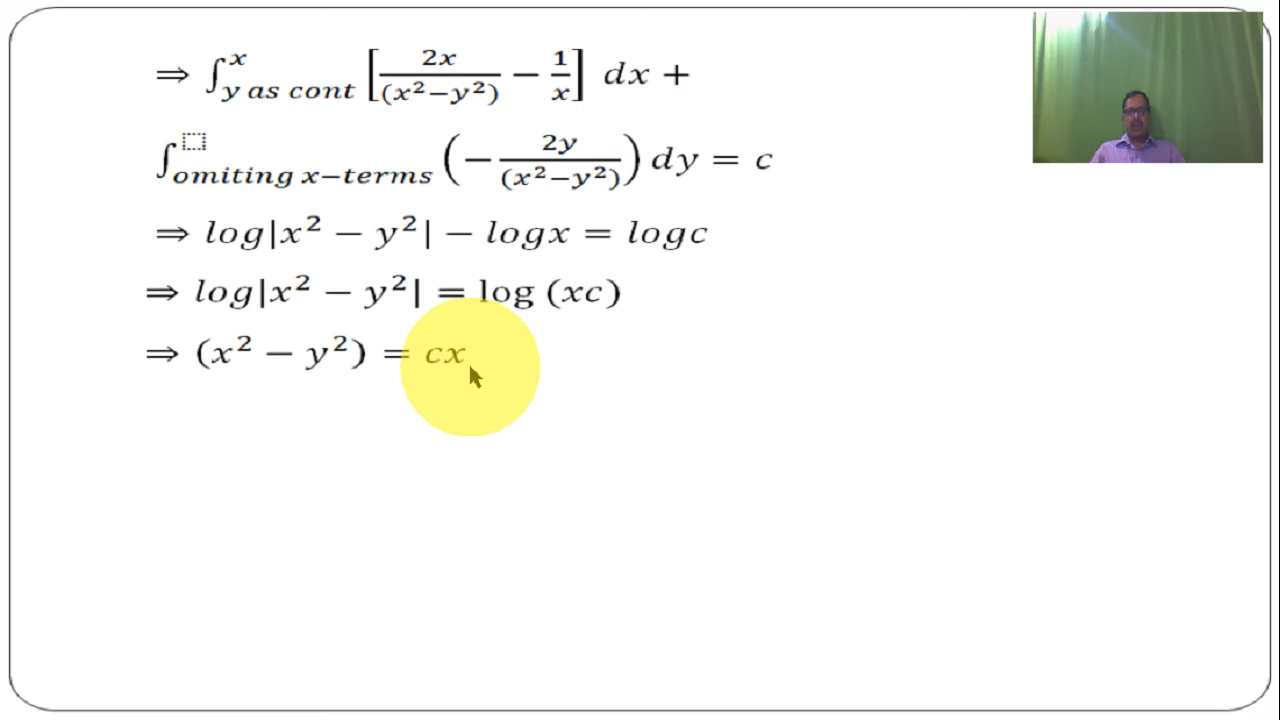 ⇒ ∫_{y as cont}^{x} [2x/(x²−y²) − 1/x] dx +
∫_{omiting x−terms}^{⬚} (−2y/(x²−y²)) dy = c
⇒ log|x² − y²| − logx = logc
⇒ log|x² − y²| = log (xc)
⇒ (x² − y²) = cx